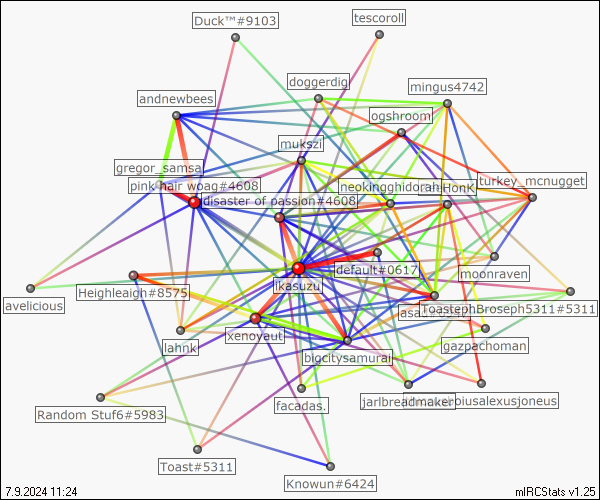 Duck™#9103
tescoroll
doggerdig
mingus4742
andnewbees
ogshroom
mukszi
gregor_samsa
pink hair woag#4608
neokingghidorah
HonK
turkey_mcnugget
disaster of passion#4608
default#0617
moonraven
ikasuzu
Heighleaigh#8575
avelicious
ToastephBroseph5311#5311
xenoyaut
lahnk
bigcitysamurai
gazpachoman
facadas.
jarlbreadmaker
Random Stuf6#5983
Toast#5311
Knowun#6424
7.9.2024 11:24
mIRCStats v1.25